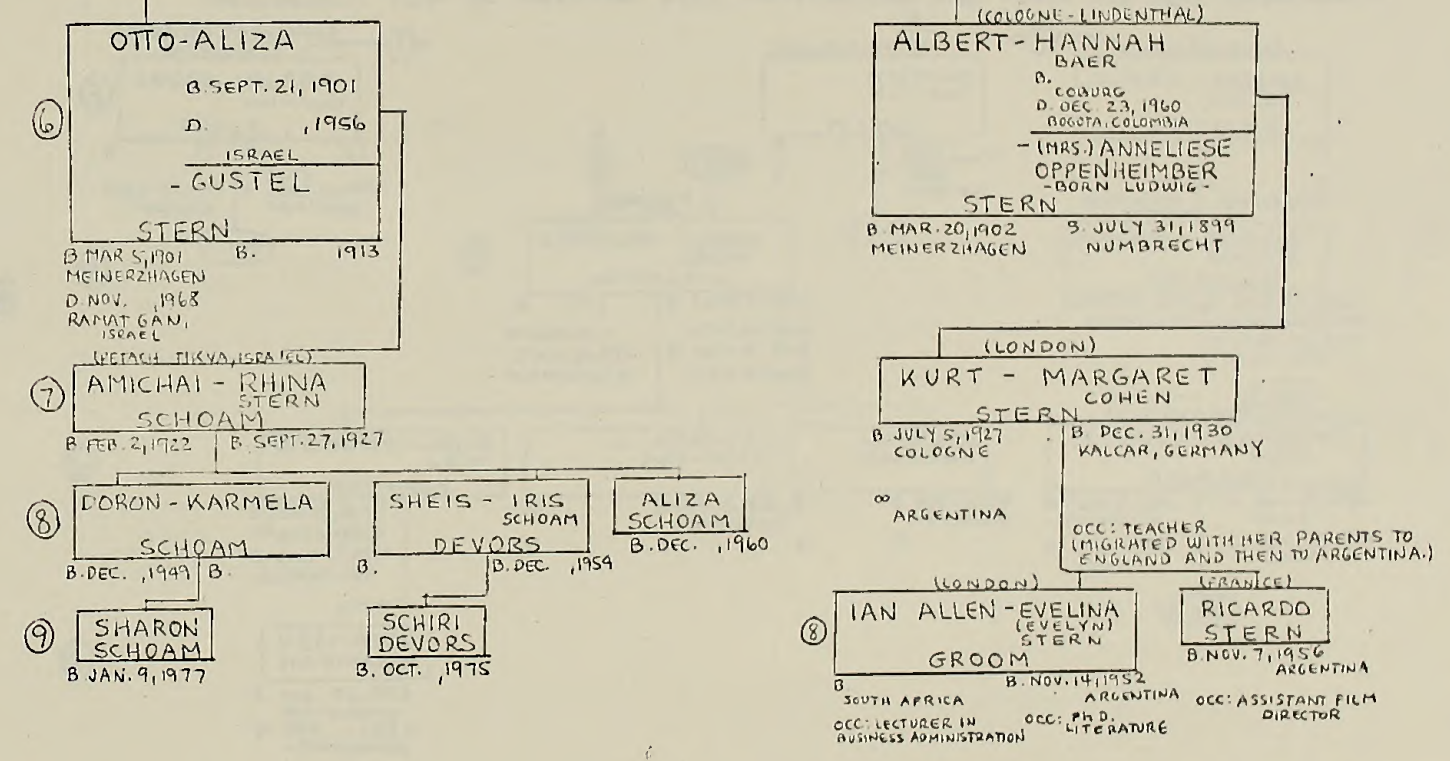 OTTO-ALIZA
B. SEPT. 21, 1901
D. ,1956
ISRAEL
- GUSTEL
STERN
⑥
B MAR 5, 1901
MEINERZHAGEN
D. NOV. ,1968
RAMAT GAN,
ISRAEL
B. 1913
(PETACH TIKVA, ISRAEL)
⑦
AMICHAI - RHINA
STERN
SCHOAM
B FEB. 2, 1922 B. SEPT. 27, 1927
⑧
DORON - KARMELA
SCHOAM
B. DEC. ,1949 B.
SHEIS - IRIS
SCHOAM
DEVORS
B. B. DEC. ,1954
ALIZA
SCHOAM
B. DEC. ,1960
⑨
SHARON
SCHOAM
B. JAN. 9, 1977
SCHIRI
DEVORS
B. OCT. ,1975
(COLOGNE - LINDENTHAL)
ALBERT - HANNAH
BAER
B.
COBURG
D. DEC. 23, 1960
BOGOTA, COLOMBIA
- (MRS.) ANNELIESE
OPPENHEIMBER
- BORN LUDWIG -
STERN
B MAR. 20, 1902
MEINERZHAGEN
B. JULY 31, 1899
NUMBRECHT
(LONDON)
KURT - MARGARET
COHEN
STERN
B JULY 5, 1927
COLOGNE
∞
ARGENTINA
B. DEC. 31, 1930
KALCAR, GERMANY
OCC: TEACHER
(MIGRATED WITH HER PARENTS TO
ENGLAND AND THEN TO ARGENTINA.)
(LONDON)
⑧
IAN ALLEN - EVELINA
(EVELYN)
STERN
GROOM
B
SOUTH AFRICA
OCC: LECTURER IN
BUSINESS ADMINISTRATION
B. NOV. 14, 1952
ARGENTINA
OCC: PH D.
LITERATURE
(FRANCE)
RICARDO
STERN
B. NOV. 7, 1956
ARGENTINA
OCC: ASSISTANT FILM
DIRECTOR